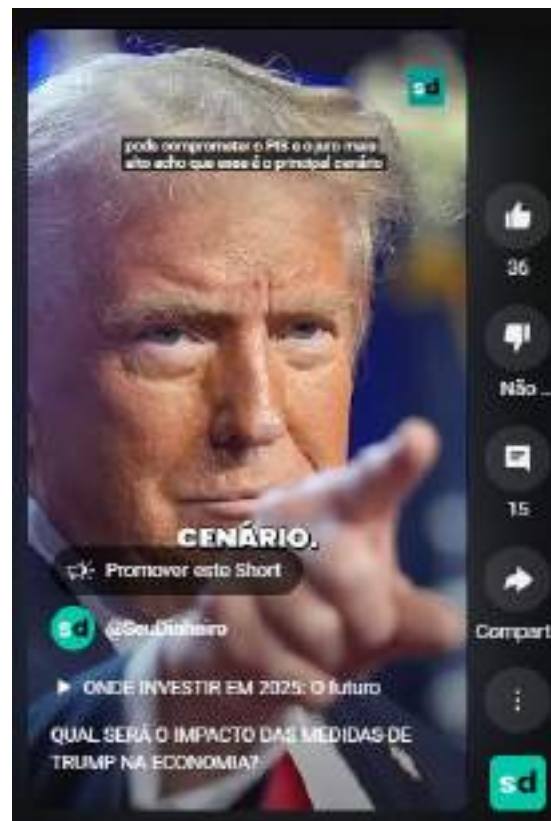 sd
pode comprometer o PIB e o juro mais
alto acho que esse é o principal cenário
36
Não ...
15
CENÁRIO.
Promover este Short
sd @SeuDinheiro
Compart
ONDE INVESTIR EM 2025: O futuro
QUAL SERÁ O IMPACTO DAS MEDIDAS DE
TRUMP NA ECONOMIA?
sd